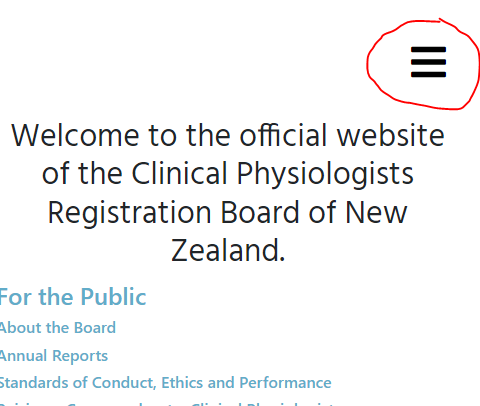 Welcome to the official website
of the Clinical Physiologists
Registration Board of New
Zealand.
For the Public
About the Board
Annual Reports
Standards of Conduct, Ethics and Performance